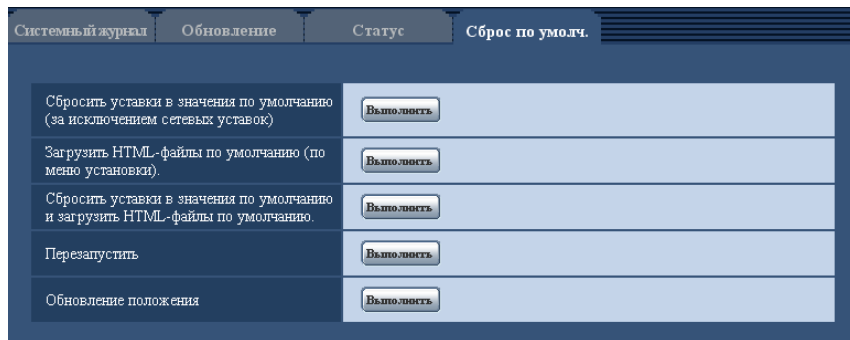 Системный журнал Обновление Статус Сброс по умолч.
Сбросить уставки в значения по умолчанию
(за исключением сетевых уставок)
Выполнить
Загрузить HTML-файлы по умолчанию (по
меню установки).
Выполнить
Сбросить уставки в значения по умолчанию
и загрузить HTML-файлы по умолчанию.
Выполнить
Перезапустить
Выполнить
Обновление положения
Выполнить